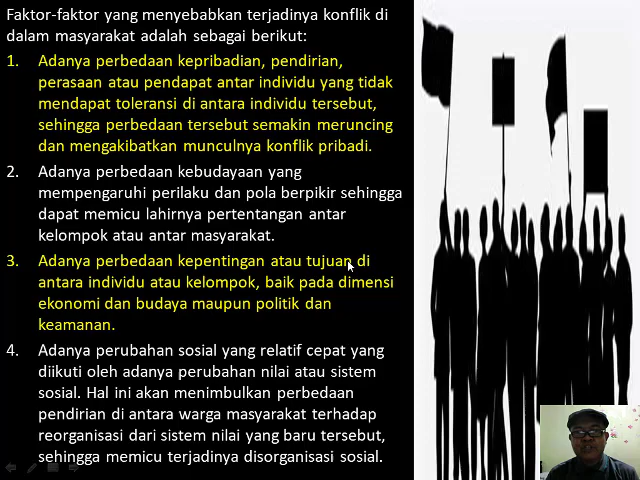 Faktor-faktor yang menyebabkan terjadinya konflik di
dalam masyarakat adalah sebagai berikut:
1. Adanya perbedaan kepribadian, pendirian,
perasaan atau pendapat antar individu yang tidak
mendapat toleransi di antara individu tersebut,
sehingga perbedaan tersebut semakin meruncing
dan mengakibatkan munculnya konflik pribadi.
2. Adanya perbedaan kebudayaan yang
mempengaruhi perilaku dan pola berpikir sehingga
dapat memicu lahirnya pertentangan antar
kelompok atau antar masyarakat.
3. Adanya perbedaan kepentingan atau tujuan di
antara individu atau kelompok, baik pada dimensi
ekonomi dan budaya maupun politik dan
keamanan.
4. Adanya perubahan sosial yang relatif cepat yang
diikuti oleh adanya perubahan nilai atau sistem
sosial. Hal ini akan menimbulkan perbedaan
pendirian di antara warga masyarakat terhadap
reorganisasi dari sistem nilai yang baru tersebut,
sehingga memicu terjadinya disorganisasi sosial.